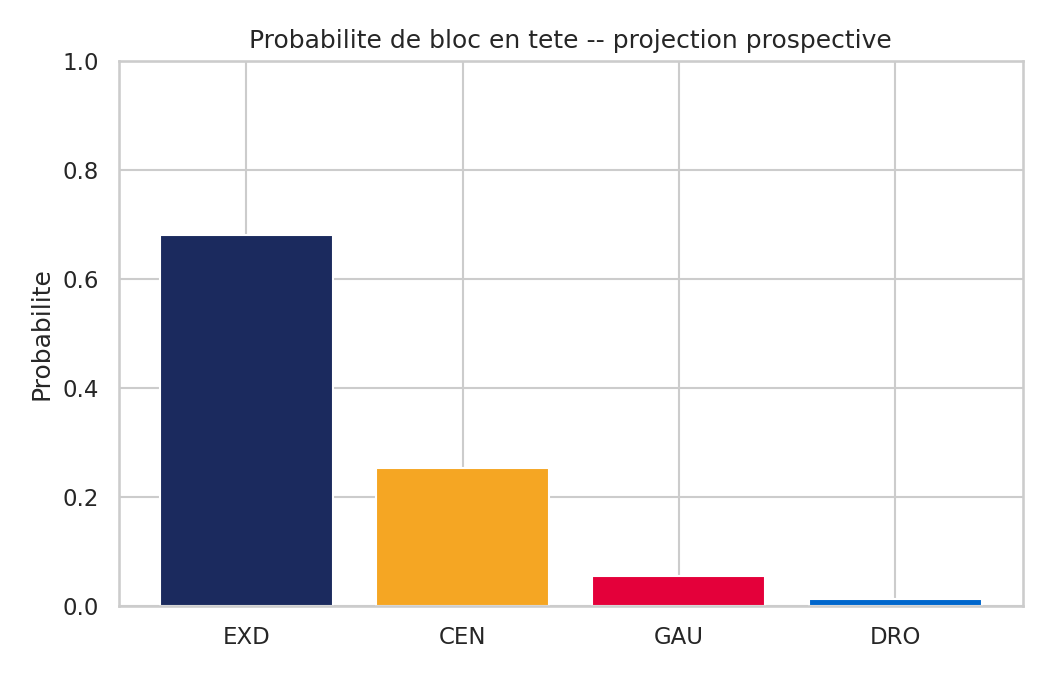 Probabilite de bloc en tete -- projection prospective
Probabilite
1.0
0.8
0.6
0.4
0.2
0.0
EXD
CEN
GAU
DRO